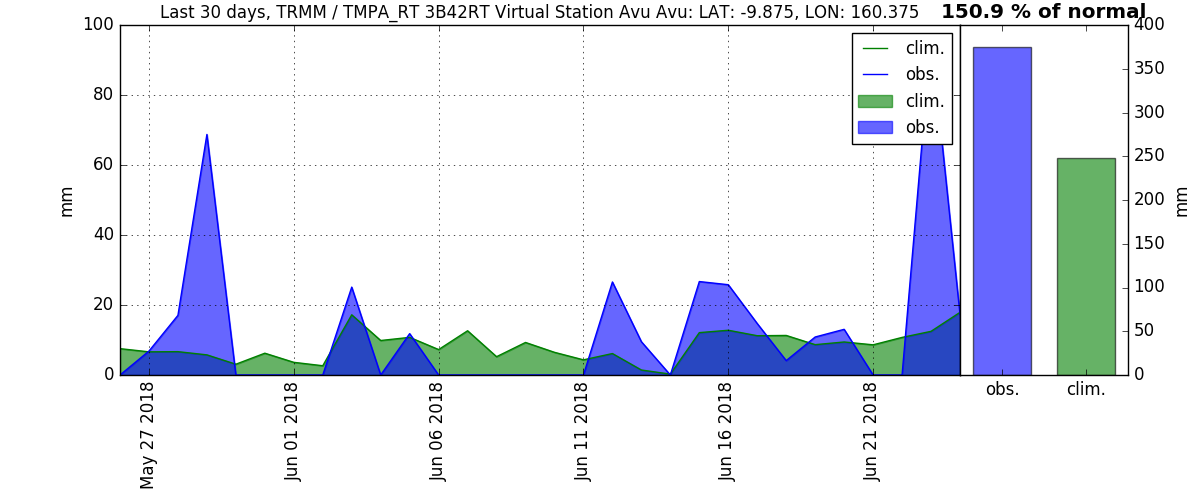 Last 30 days, TRMM / TMPA_RT 3B42RT Virtual Station Avu Avu: LAT: -9.875, LON: 160.375
150.9 % of normal
100
80
60
40
20
0
mm
clim.
obs.
clim.
obs.
May 27 2018
Jun 01 2018
Jun 06 2018
Jun 11 2018
Jun 16 2018
Jun 21 2018
400
350
300
250
200
150
100
50
0
mm
obs.
clim.